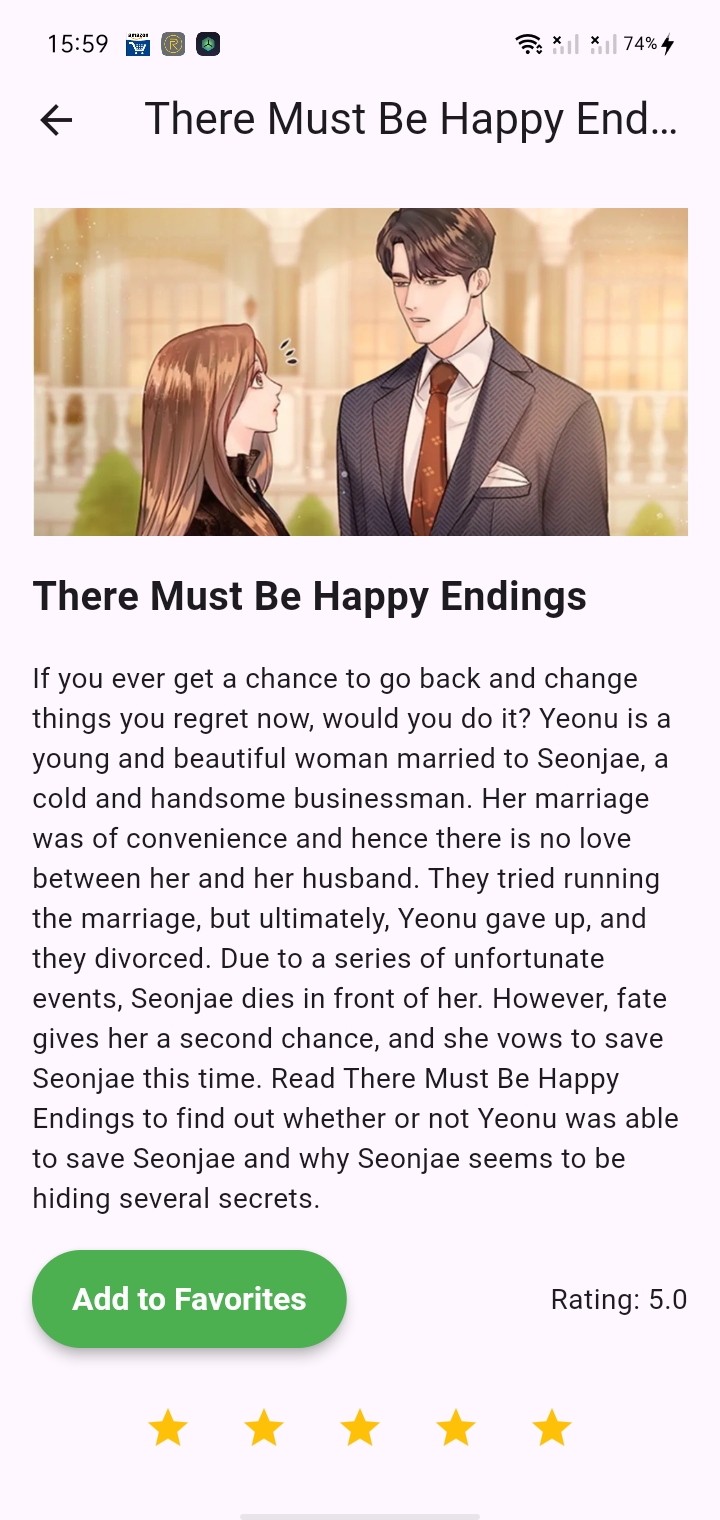 15:59
amazon
R
74%
There Must Be Happy End...
There Must Be Happy Endings
If you ever get a chance to go back and change
things you regret now, would you do it? Yeonu is a
young and beautiful woman married to Seonjae, a
cold and handsome businessman. Her marriage
was of convenience and hence there is no love
between her and her husband. They tried running
the marriage, but ultimately, Yeonu gave up, and
they divorced. Due to a series of unfortunate
events, Seonjae dies in front of her. However, fate
gives her a second chance, and she vows to save
Seonjae this time. Read There Must Be Happy
Endings to find out whether or not Yeonu was able
to save Seonjae and why Seonjae seems to be
hiding several secrets.
Add to Favorites
Rating: 5.0